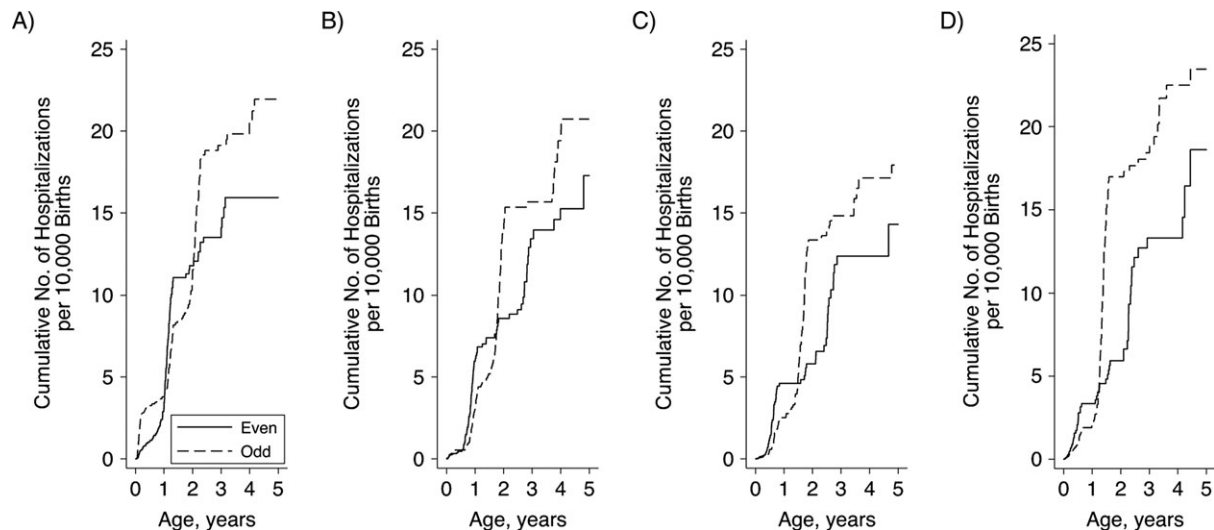 A)
25
20
15
10
5
0
Cumulative No. of Hospitalizations
per 10,000 Births
0 1 2 3 4 5
Age, years
Even
Odd
B)
25
20
15
10
5
0
Cumulative No. of Hospitalizations
per 10,000 Births
0 1 2 3 4 5
Age, years
C)
25
20
15
10
5
0
Cumulative No. of Hospitalizations
per 10,000 Births
0 1 2 3 4 5
Age, years
D)
25
20
15
10
5
0
Cumulative No. of Hospitalizations
per 10,000 Births
0 1 2 3 4 5
Age, years